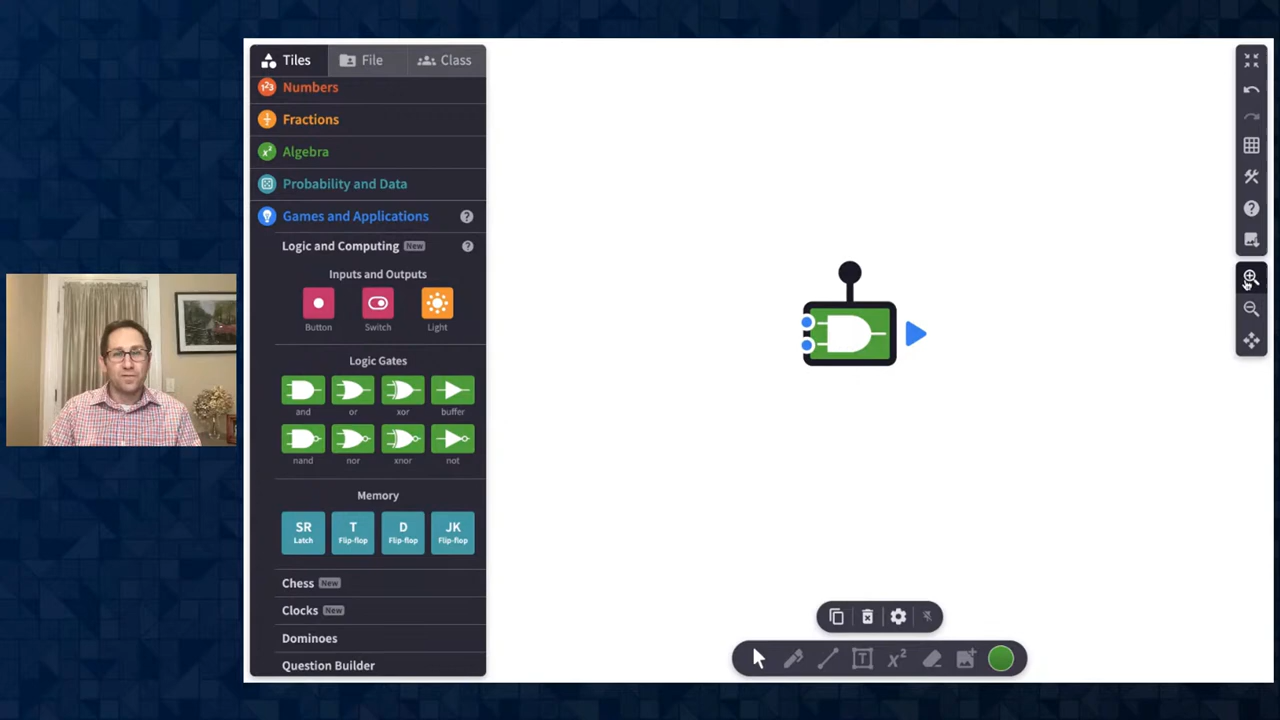 Tiles File Class
Numbers
Fractions
Algebra
Probability and Data
Games and Applications
Logic and Computing New
Inputs and Outputs
Button Switch Light
Logic Gates
and or xor buffer
nand nor xnor not
Memory
SR T D JK
Latch Flip-flop Flip-flop Flip-flop
Chess New
Clocks New
Dominoes
Question Builder